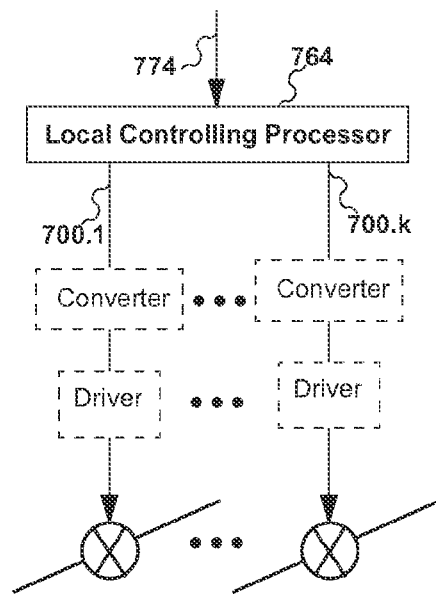 774
764
Local Controlling Processor
700.1
700.k
Converter ••• Converter
Driver ••• Driver
•••